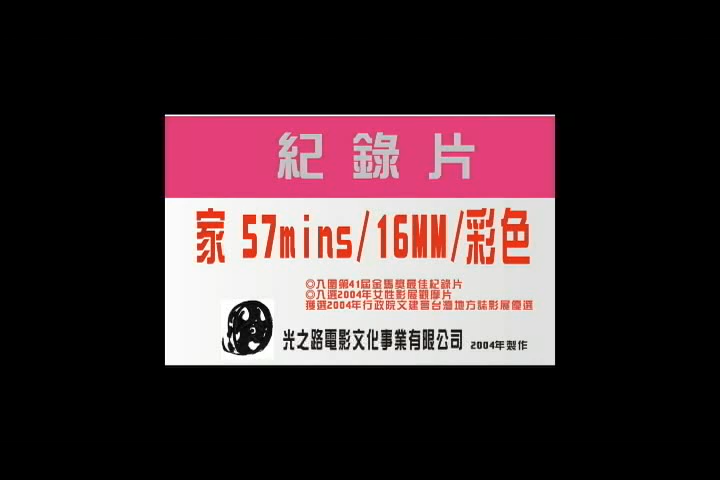 紀錄片
家 57mins/16MM/彩色
◎入圍第41屆金馬獎最佳紀錄片
◎入選2004年女性影展觀摩片
獲選2004年行政院文建會台灣地方誌影展優選
光之路電影文化事業有限公司 2004年製作